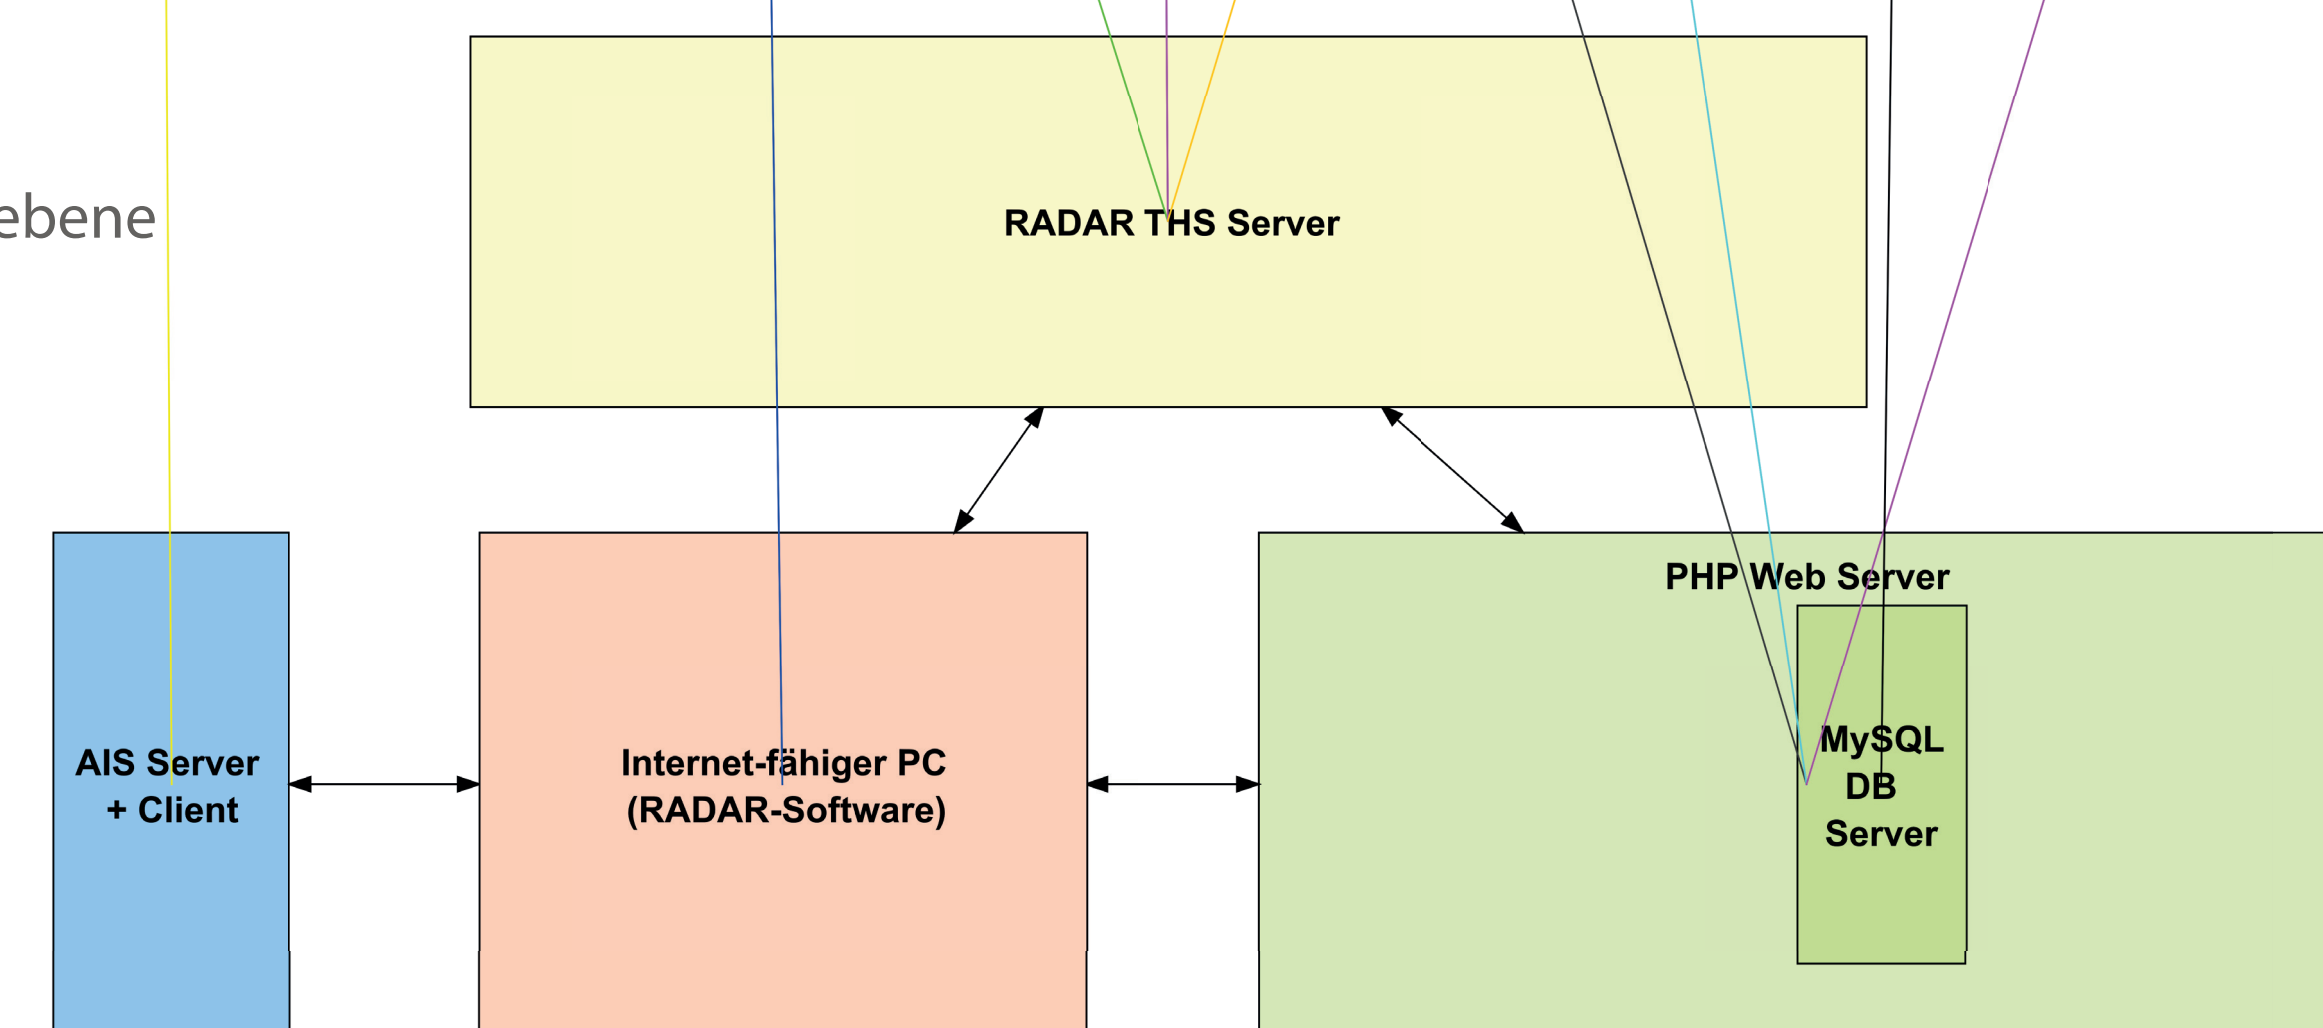 ebene
RADAR THS Server
PHP Web Server
AIS Server
+ Client
Internet-fähiger PC
(RADAR-Software)
MySQL
DB
Server